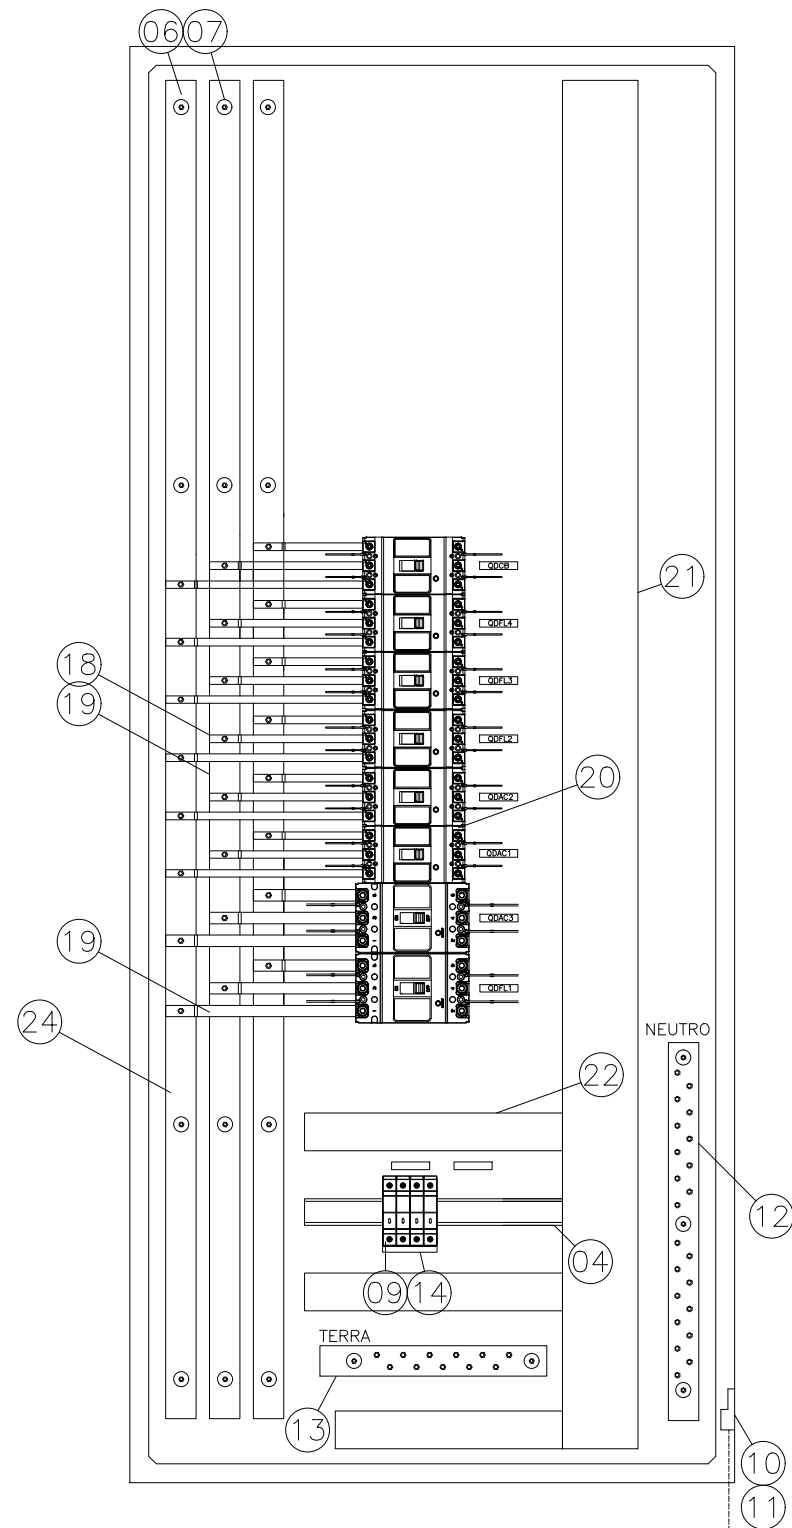 06 07
QDCB
21
QDFL4
18
QDFL3
19
QDFL2
20
QDAC2
QDAC1
QDAC3
19
QDFL1
24
NEUTRO
22
12
04
09 14
TERRA
13
10
11